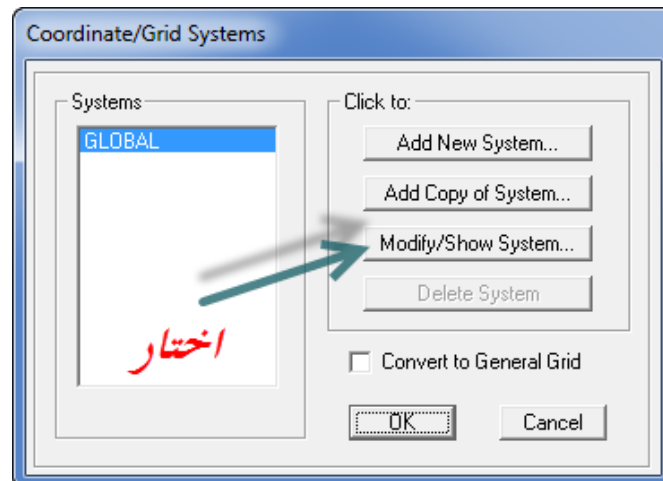 Coordinate/Grid Systems
Systems
GLOBAL
اختار
Click to:
Add New System...
Add Copy of System...
Modify/Show System...
Delete System
Convert to General Grid
OK
Cancel